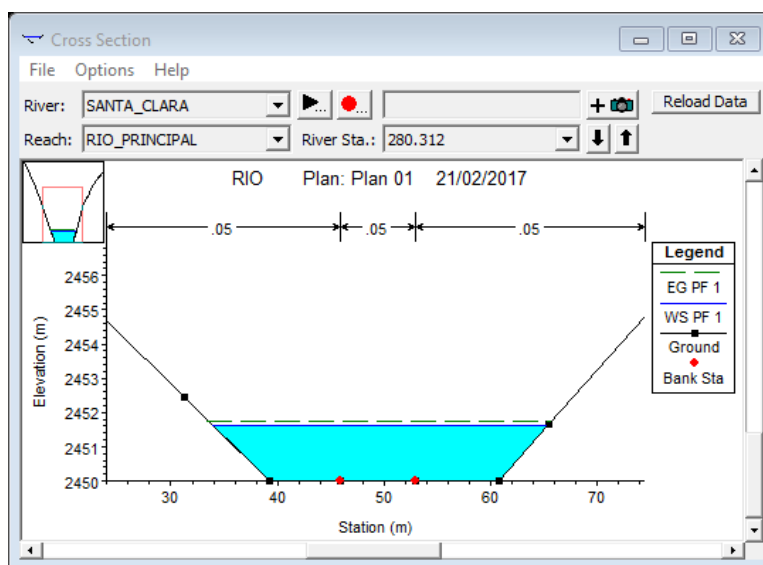 Cross Section
File Options Help
River: SANTA_CLARA Reload Data
Reach: RIO_PRINCIPAL River Sta.: 280.312
RIO Plan: Plan 01 21/02/2017
.05 .05 .05
Legend
EG PF 1
WS PF 1
Ground
Bank Sta
Elevation (m)
2456
2455
2454
2453
2452
2451
2450
30 40 50 60 70
Station (m)